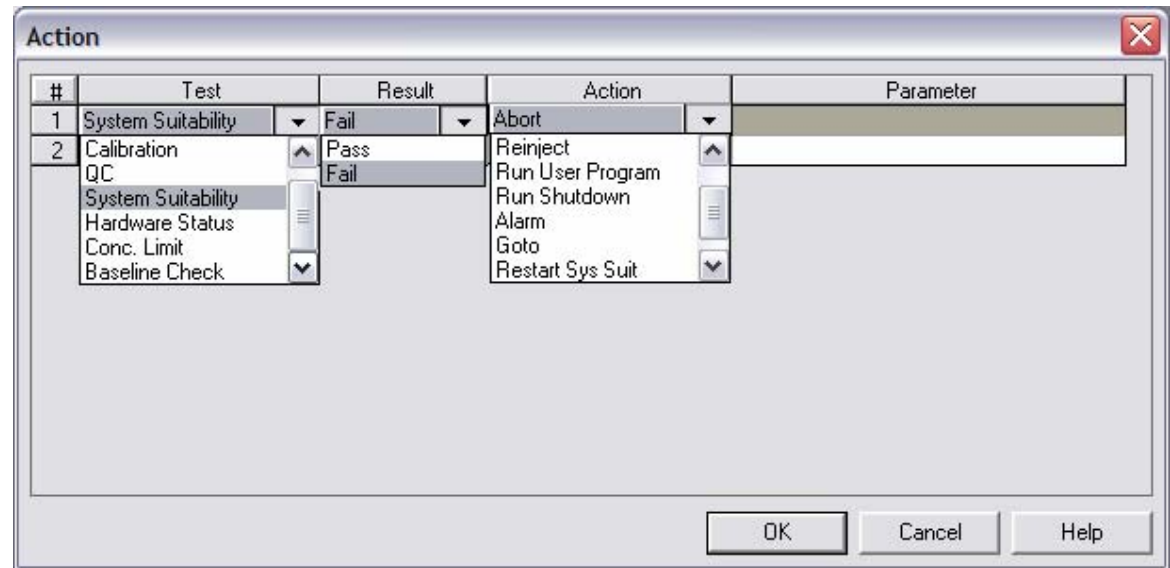 Action
# Test Result Action Parameter
1 System Suitability Fail Abort
2 Calibration Pass Reinject
QC Fail Run User Program
System Suitability Run Shutdown
Hardware Status Alarm
Conc. Limit Goto
Baseline Check Restart Sys Suit
OK Cancel Help